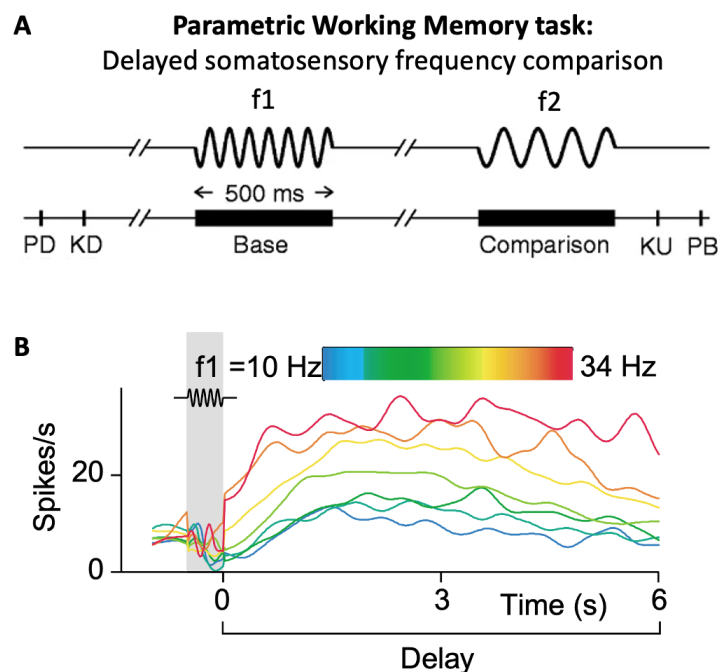 A
Parametric Working Memory task:
Delayed somatosensory frequency comparison
f1
f2
500 ms
PD KD Base Comparison KU PB
B
f1 =10 Hz 34 Hz
Spikes/s
20
0
0 3 Time (s) 6
Delay